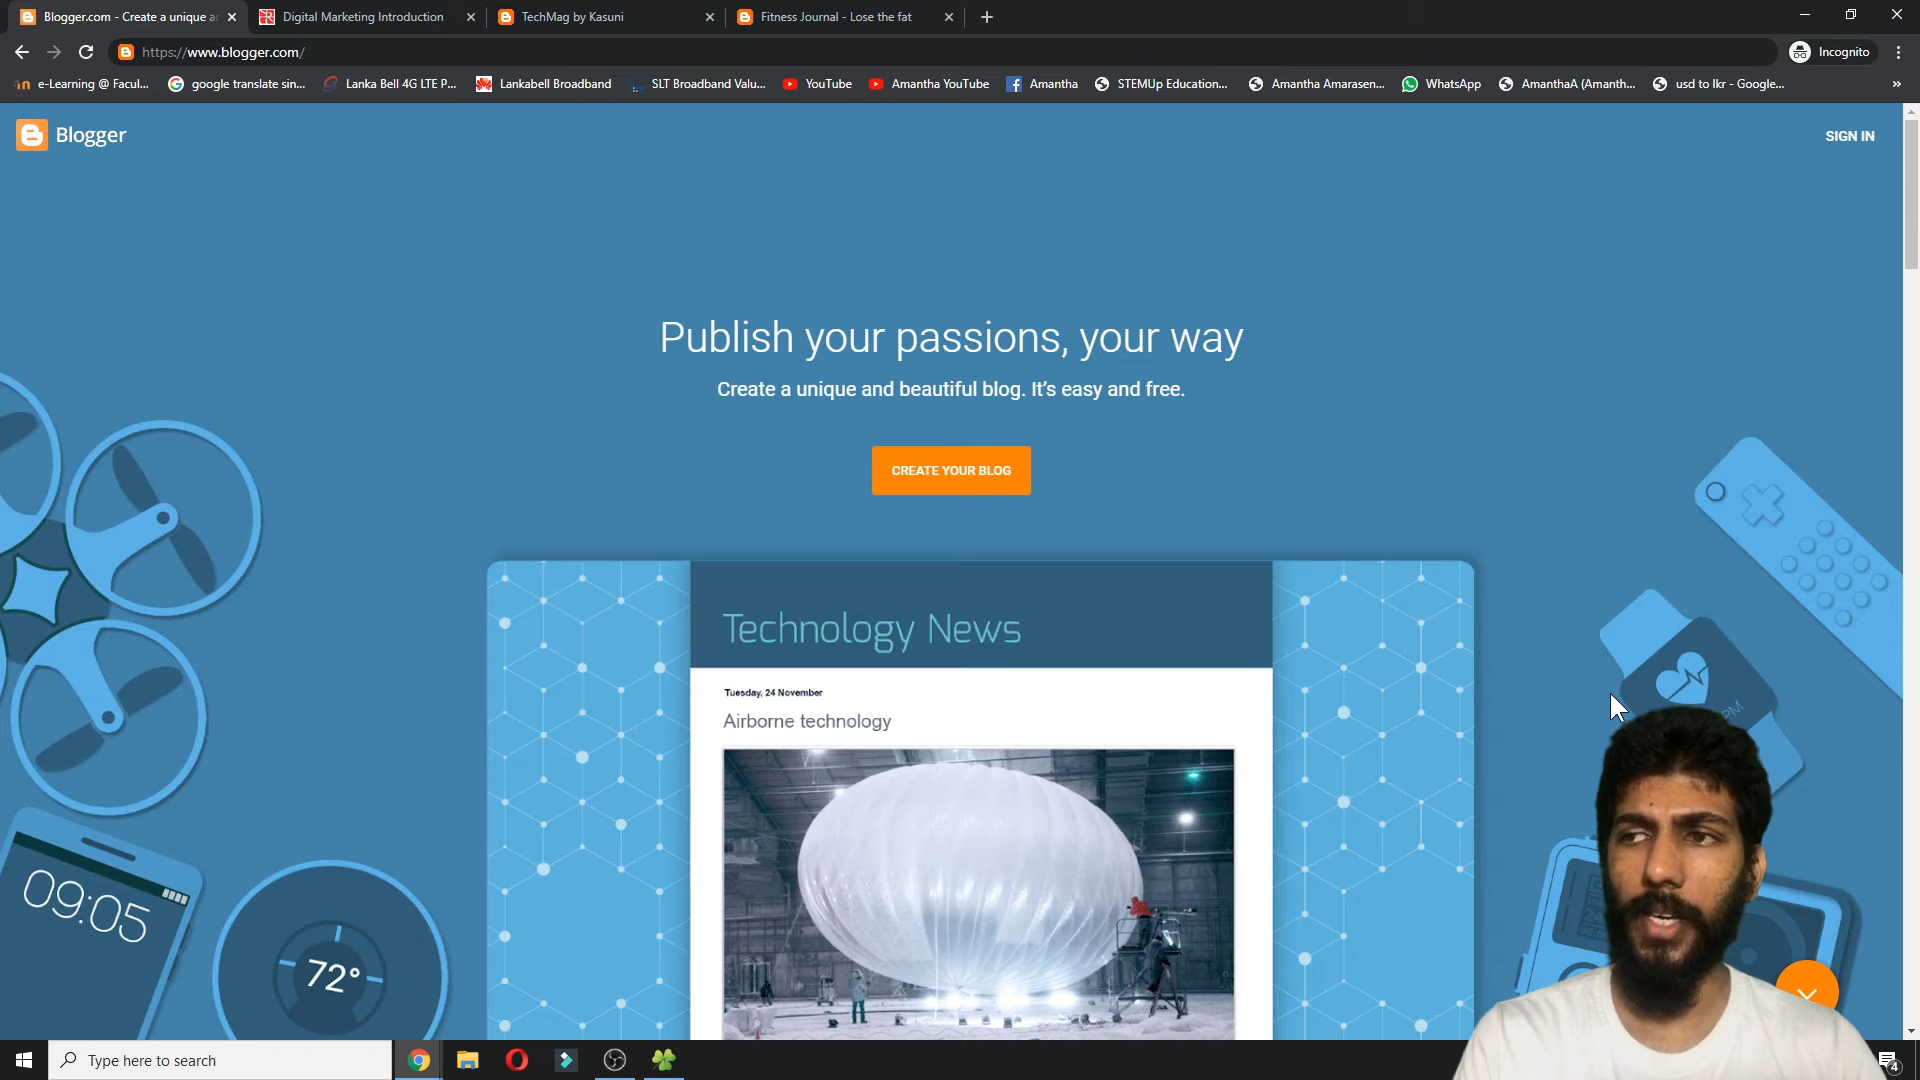 Blogger.com - Create a unique a
Digital Marketing Introduction
TechMag by Kasuni
Fitness Journal - Lose the fat
https://www.blogger.com/
Incognito
e-Learning @ Facul...
google translate sin...
Lanka Bell 4G LTE P...
Lankabell Broadband
SLT Broadband Valu...
YouTube
Amantha YouTube
Amantha
STEMUp Education...
Amantha Amarasen...
WhatsApp
AmanthaA (Amanth...
usd to lkr - Google...
Blogger
SIGN IN
Publish your passions, your way
Create a unique and beautiful blog. It's easy and free.
CREATE YOUR BLOG
Technology News
Tuesday, 24 November
Airborne technology
PM
09:05
72°
Type here to search
4